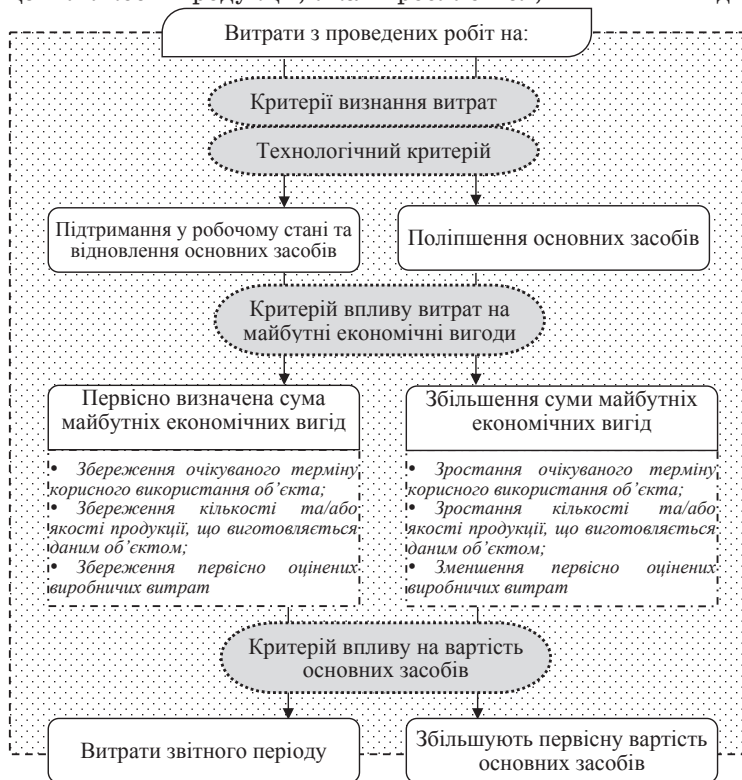 Витрати з проведених робіт на:
Критерії визнання витрат
Технологічний критерій
Підтримання у робочому стані та
відновлення основних засобів
Поліпшення основних засобів
Критерій впливу витрат на
майбутні економічні вигоди
Первісно визначена сума
майбутніх економічних вигід
• Збереження очікуваного терміну
корисного використання об’єкта;
• Збереження кількості та/або
якості продукції, що виготовляється
даним об’єктом;
• Збереження первісно оцінених
виробничих витрат
Збільшення суми майбутніх
економічних вигід
• Зростання очікуваного терміну
корисного використання об’єкта;
• Зростання кількості та/або
якості продукції, що виготовляється
даним об’єктом;
• Зменшення первісно оцінених
виробничих витрат
Критерій впливу на вартість
основних засобів
Витрати звітного періоду
Збільшують первісну вартість
основних засобів